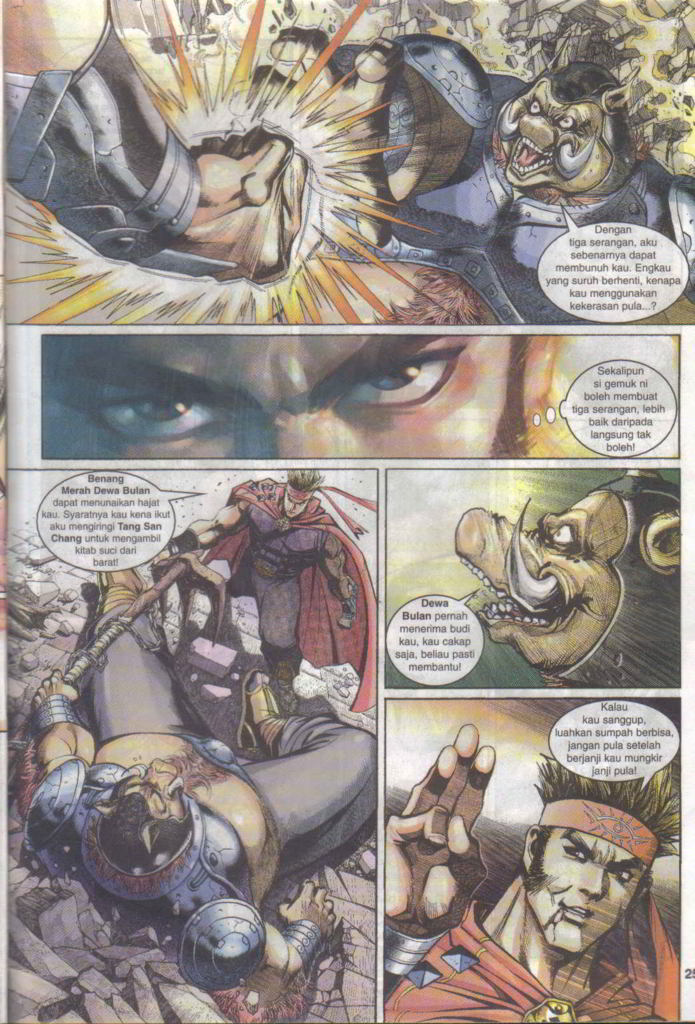 Dengan
tiga serangan, aku
sebenarnya dapat
membunuh kau. Engkau
yang suruh berhenti, kenapa
kau menggunakan
kekerasan pula...?
Sekalipun
si gemuk ni
boleh membuat
tiga serangan, lebih
baik daripada
langsung tak
boleh!
Benang
Merah Dewa Bulan
dapat menunaikan hajat
kau. Syaratnya kau kena ikut
aku mengiringi Tang San
Chang untuk mengambil
kitab suci dari
barat!
Dewa
Bulan pernah
menerima budi
kau, kau cakap
saja, beliau pasti
membantu!
Kalau
kau sanggup,
luahkan sumpah berbisa,
jangan pula setelah
berjanji kau mungkir
janji pula!
25